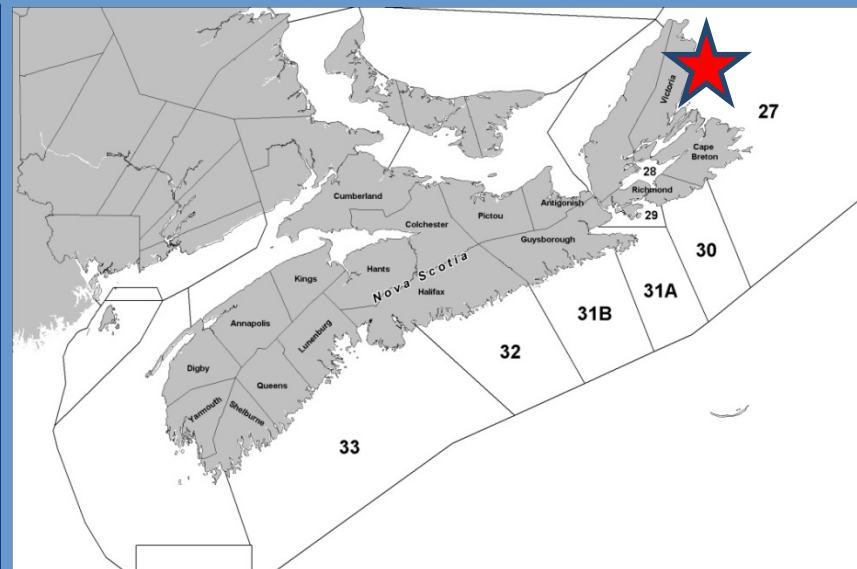 Victoria
27
Cape
Breton
28
Richmond
Cumberland
Antigonish
29
Pictou
Colchester
Guysborough
30
Kings
Hants
Nova Scotia
31A
Halifax
31B
Annapolis
Lunenburg
32
Digby
Queens
Yarmouth
Shelburne
33